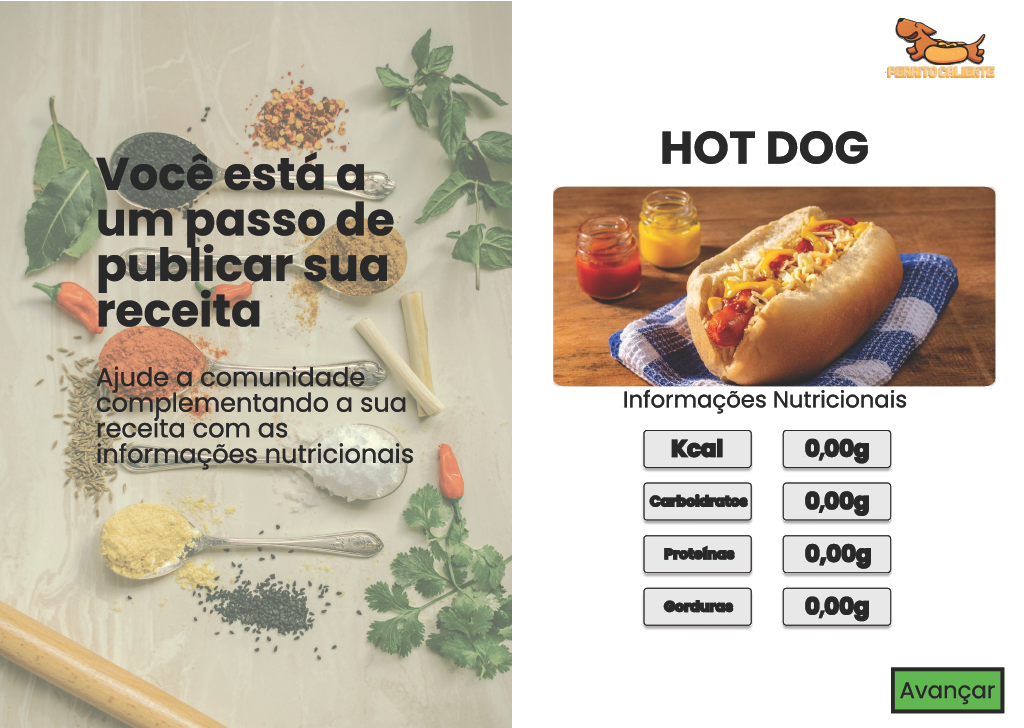 Você está a
um passo de
publicar sua
receita
Ajude a comunidade
complementando a sua
receita com as
informações nutricionais
PERRITO CALIENTE
HOT DOG
Informações Nutricionais
Kcal 0,00g
Carboidratos 0,00g
Proteínas 0,00g
Gorduras 0,00g
Avançar